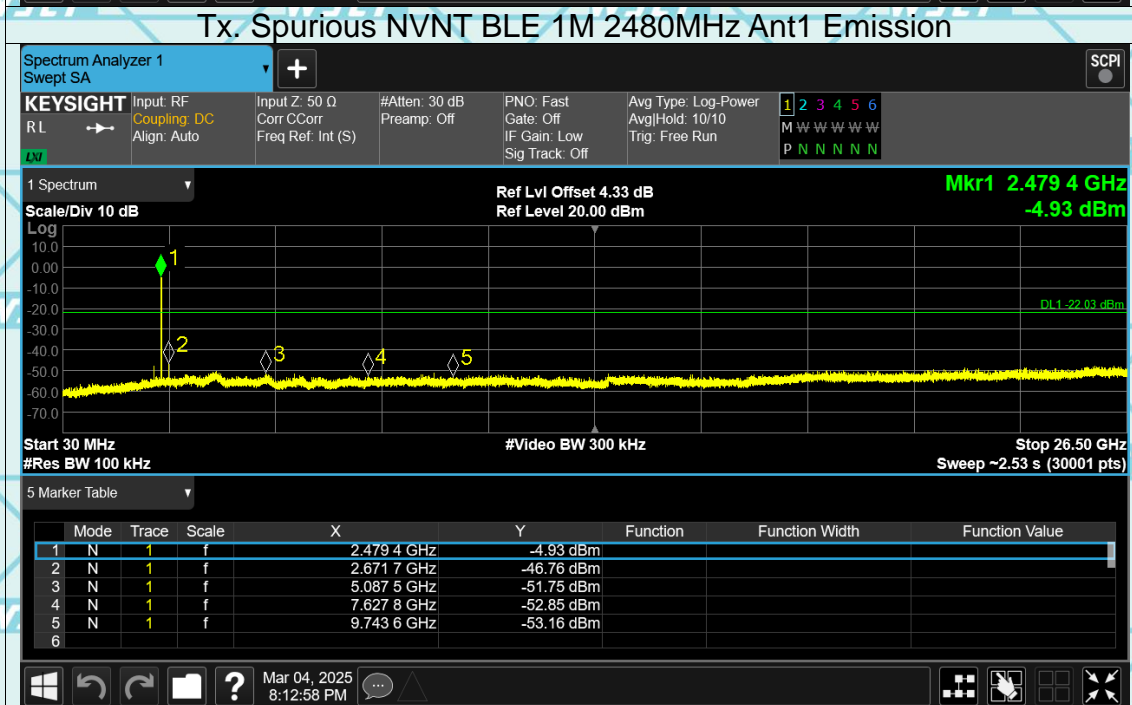 Tx. Spurious NVNT BLE 1M 2480MHz Ant1 Emission
Spectrum Analyzer 1
Swept SA
+
SCPI
KEYSIGHT
R L
LXI
Input: RF
Coupling: DC
Align: Auto
Input Z: 50 Ω
Corr CCorr
Freq Ref: Int (S)
#Atten: 30 dB
Preamp: Off
PNO: Fast
Gate: Off
IF Gain: Low
Sig Track: Off
Avg Type: Log-Power
Avg|Hold: 10/10
Trig: Free Run
1 2 3 4 5 6
M W W W W W
P N N N N N
1 Spectrum
Scale/Div 10 dB
Ref Lvl Offset 4.33 dB
Ref Level 20.00 dBm
Mkr1 2.479 4 GHz
-4.93 dBm
Log
10.0
0.00
-10.0
-20.0
-30.0
-40.0
-50.0
-60.0
-70.0
1
2
3
4
5
DL1 -22.03 dBm
Start 30 MHz
#Res BW 100 kHz
#Video BW 300 kHz
Stop 26.50 GHz
Sweep ~2.53 s (30001 pts)
5 Marker Table
Mode Trace Scale X Y Function Function Width Function Value
1 N 1 f 2.479 4 GHz -4.93 dBm
2 N 1 f 2.671 7 GHz -46.76 dBm
3 N 1 f 5.087 5 GHz -51.75 dBm
4 N 1 f 7.627 8 GHz -52.85 dBm
5 N 1 f 9.743 6 GHz -53.16 dBm
6
?
Mar 04, 2025
8:12:58 PM